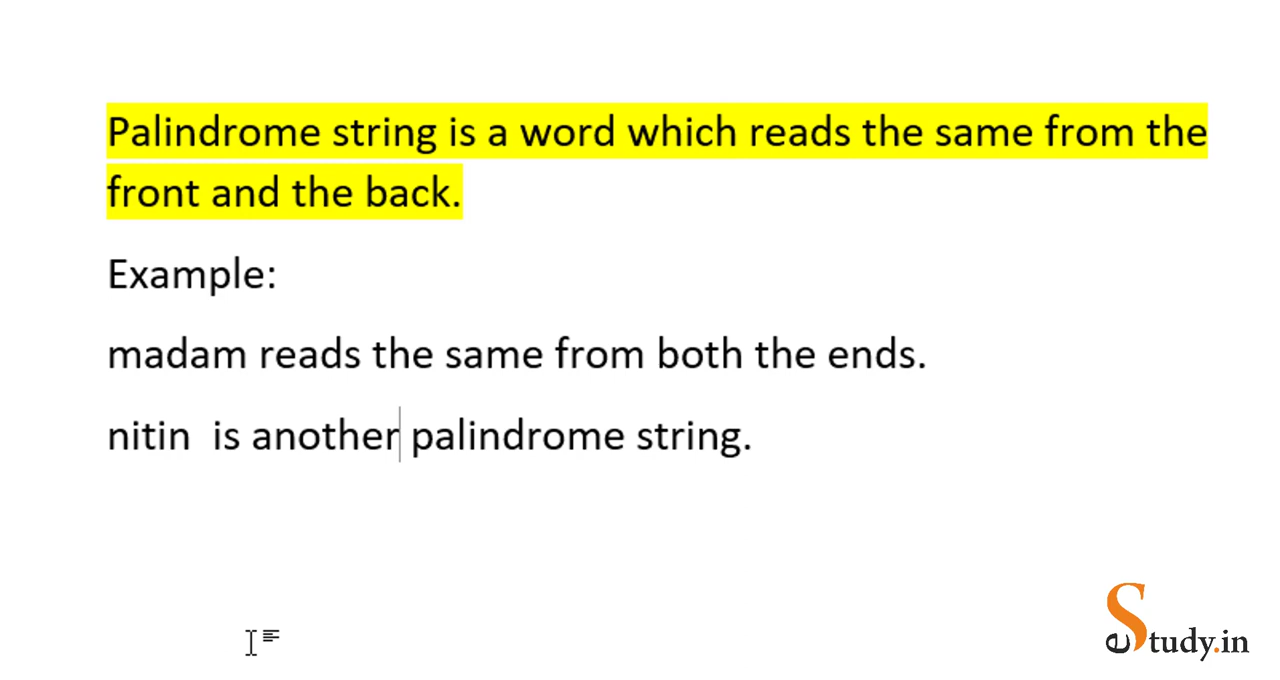 Palindrome string is a word which reads the same from the
front and the back.
Example:
madam reads the same from both the ends.
nitin  is another palindrome string.
eStudy.in